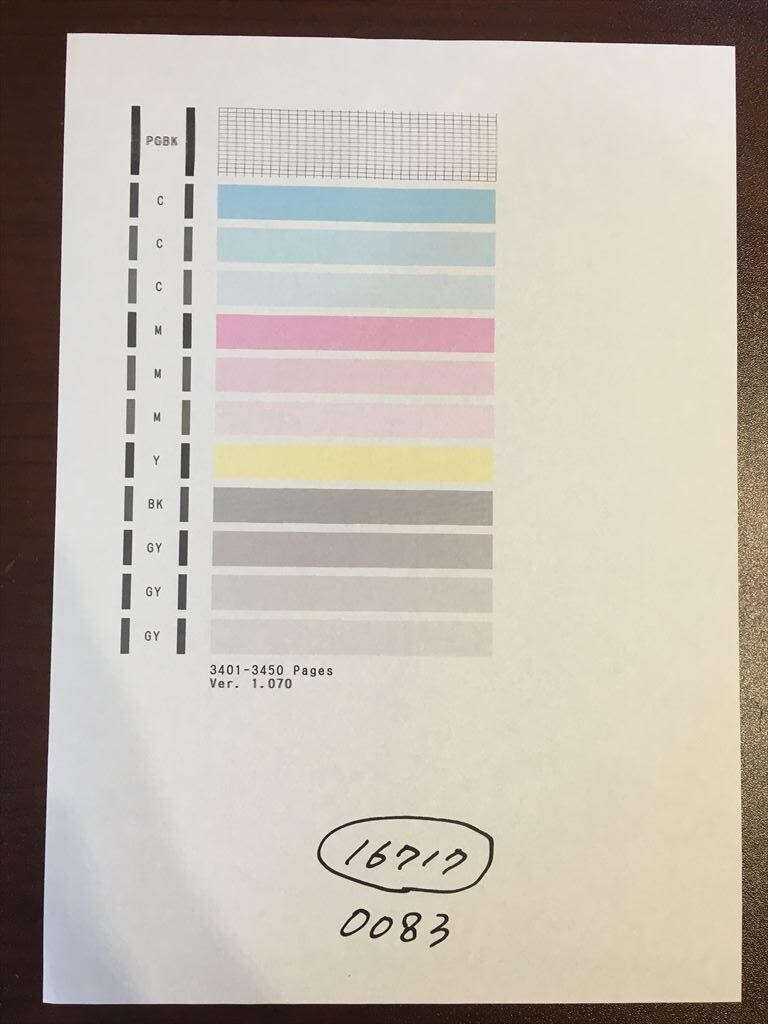 PGBK
C
C
C
M
M
M
Y
BK
GY
GY
GY
3401-3450 Pages
Ver. 1.070
16717
0083